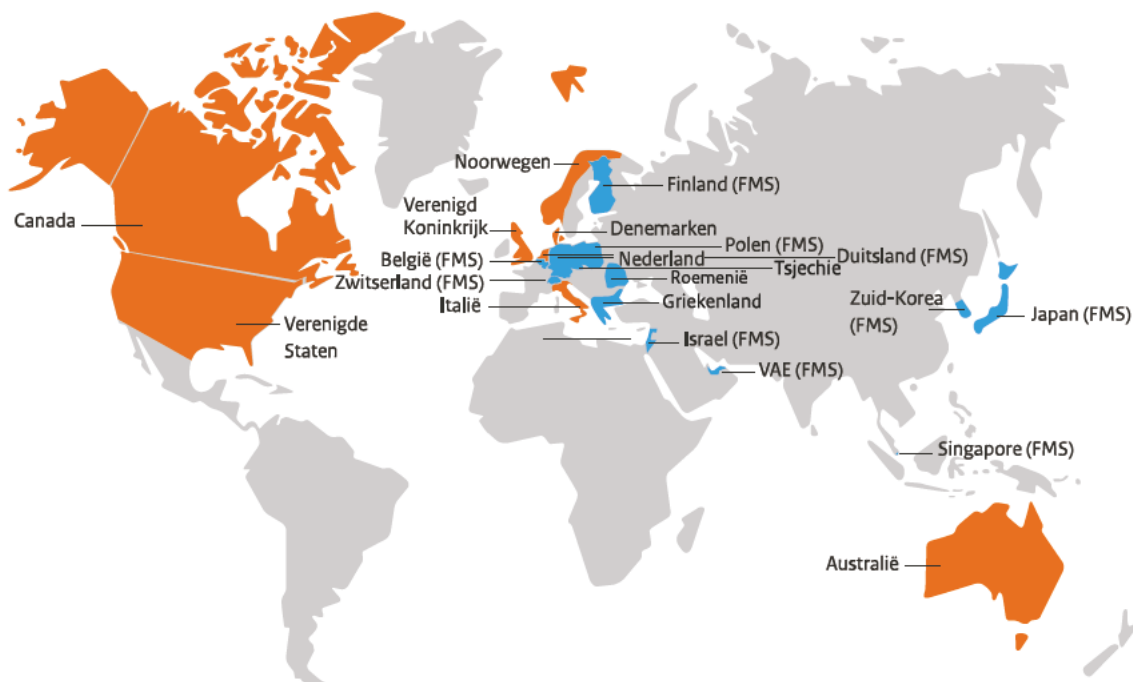 Noorwegen
Finland (FMS)
Verenigd
Koninkrijk
Canada
Denemarken
Polen (FMS)
België (FMS)
Nederland
Duitsland (FMS)
Tsjechie
Zwitserland (FMS)
Roemenië
Italië
Griekenland
Zuid-Korea
(FMS)
Japan (FMS)
Verenigde
Staten
Israel (FMS)
VAE (FMS)
Singapore (FMS)
Australië